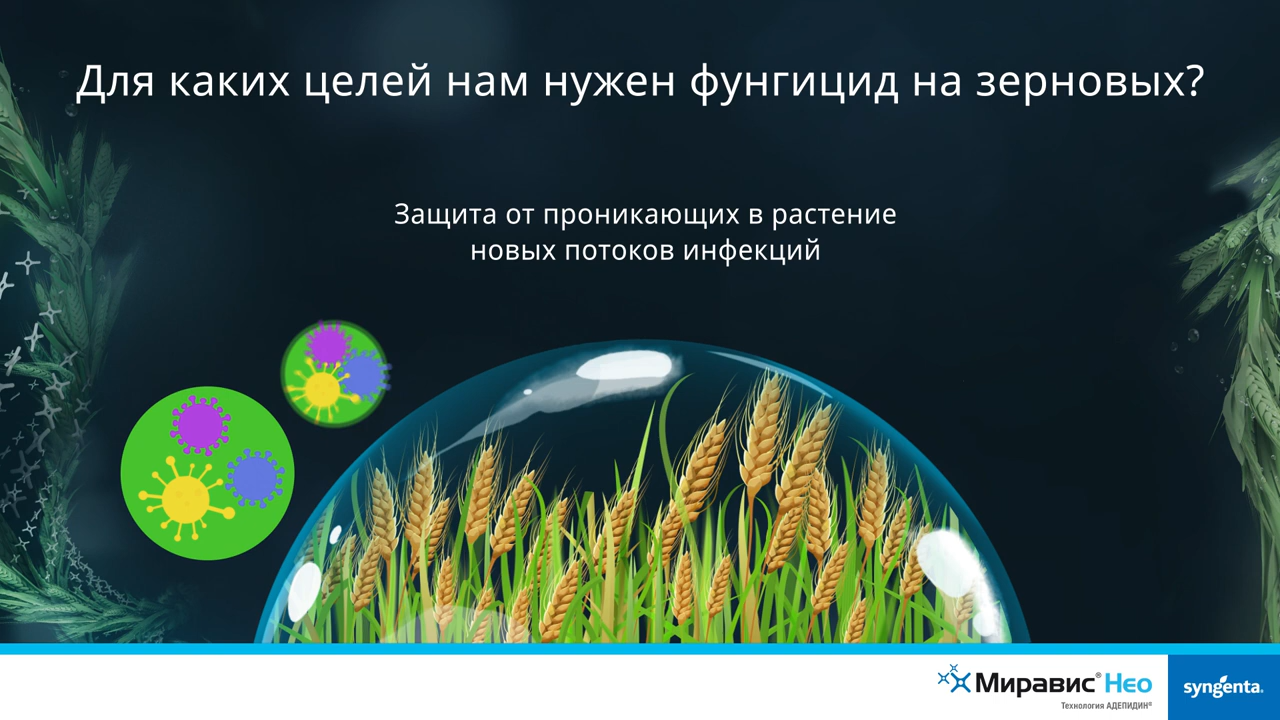 Для каких целей нам нужен фунгицид на зерновых?
Защита от проникающих в растение
новых потоков инфекций
Миравис® Нео
Технология АДЕПИДИН®
syngenta.